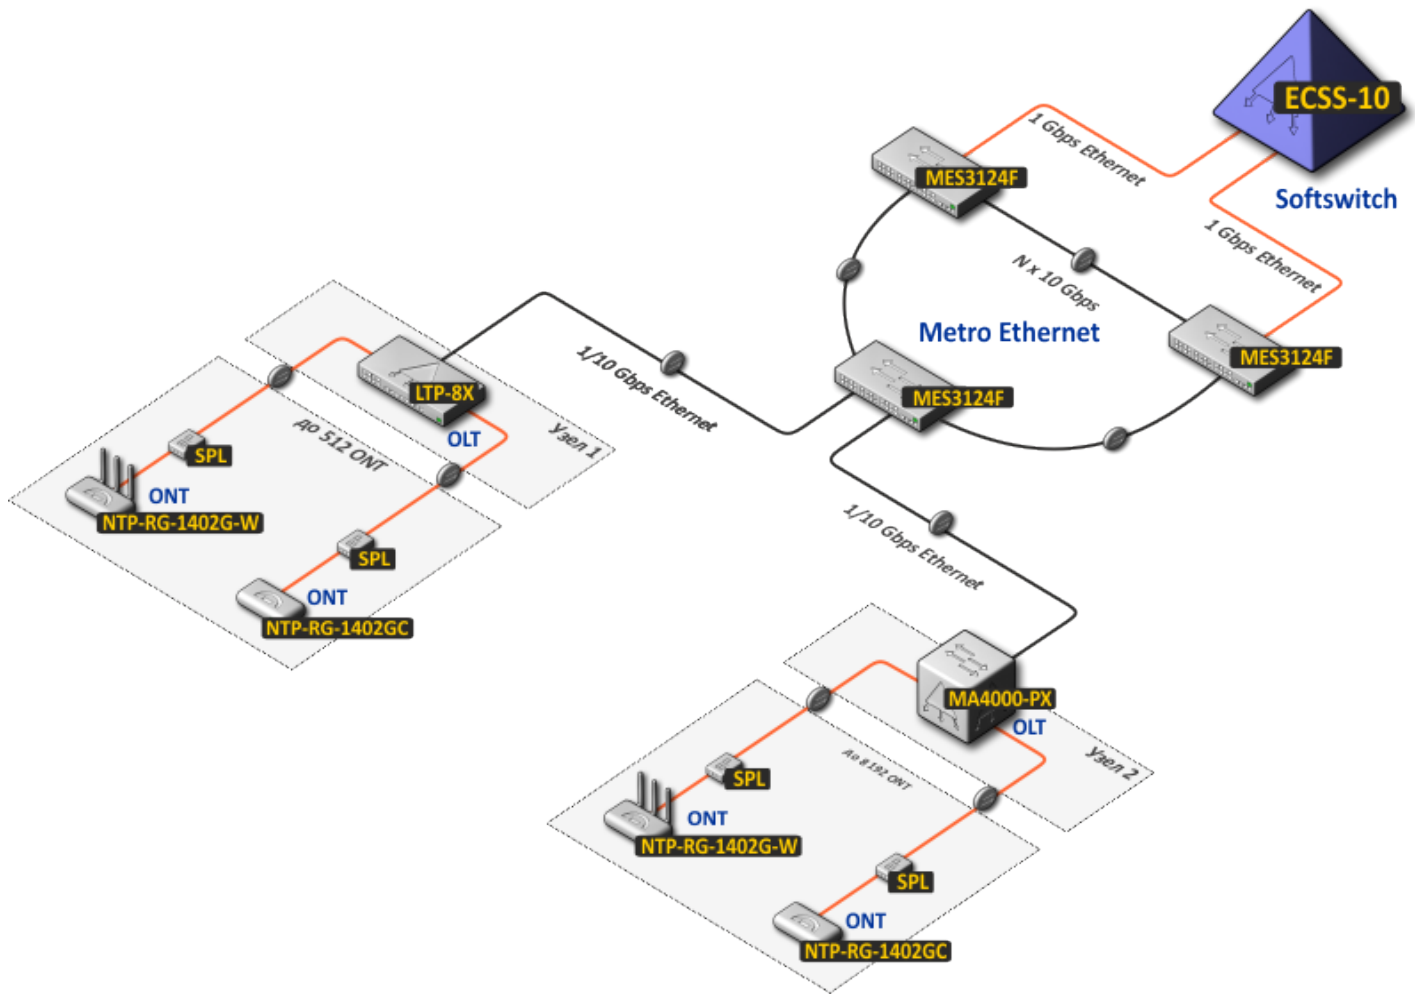 ECSS-10
Softswitch
1 Gbps Ethernet
1 Gbps Ethernet
MES3124F
N x 10 Gbps
Metro Ethernet
MES3124F
MES3124F
1/10 Gbps Ethernet
1/10 Gbps Ethernet
LTP-8X
OLT
Узел 1
до 512 ONT
SPL
ONT
NTP-RG-1402G-W
SPL
ONT
NTP-RG-1402GC
MA4000-PX
OLT
Узел 2
До 8192 ONT
SPL
ONT
NTP-RG-1402G-W
SPL
ONT
NTP-RG-1402GC